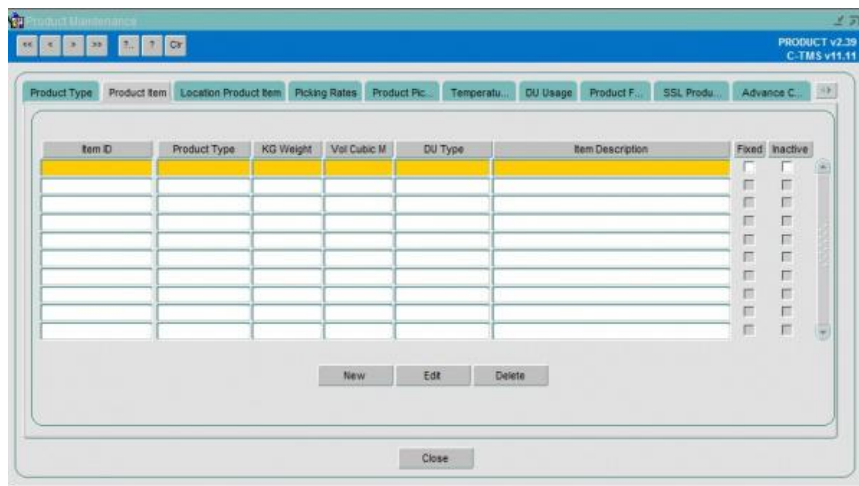 Product Maintenance
<< < > >> ?.. ? Clr
PRODUCT v2.39
C-TMS v11.11
Product Type Product Item Location Product Item Picking Rates Product Pic... Temperatu... DU Usage Product F... SSL Produ... Advance C...
Item ID Product Type KG Weight Vol Cubic M DU Type Item Description Fixed Inactive
New Edit Delete
Close